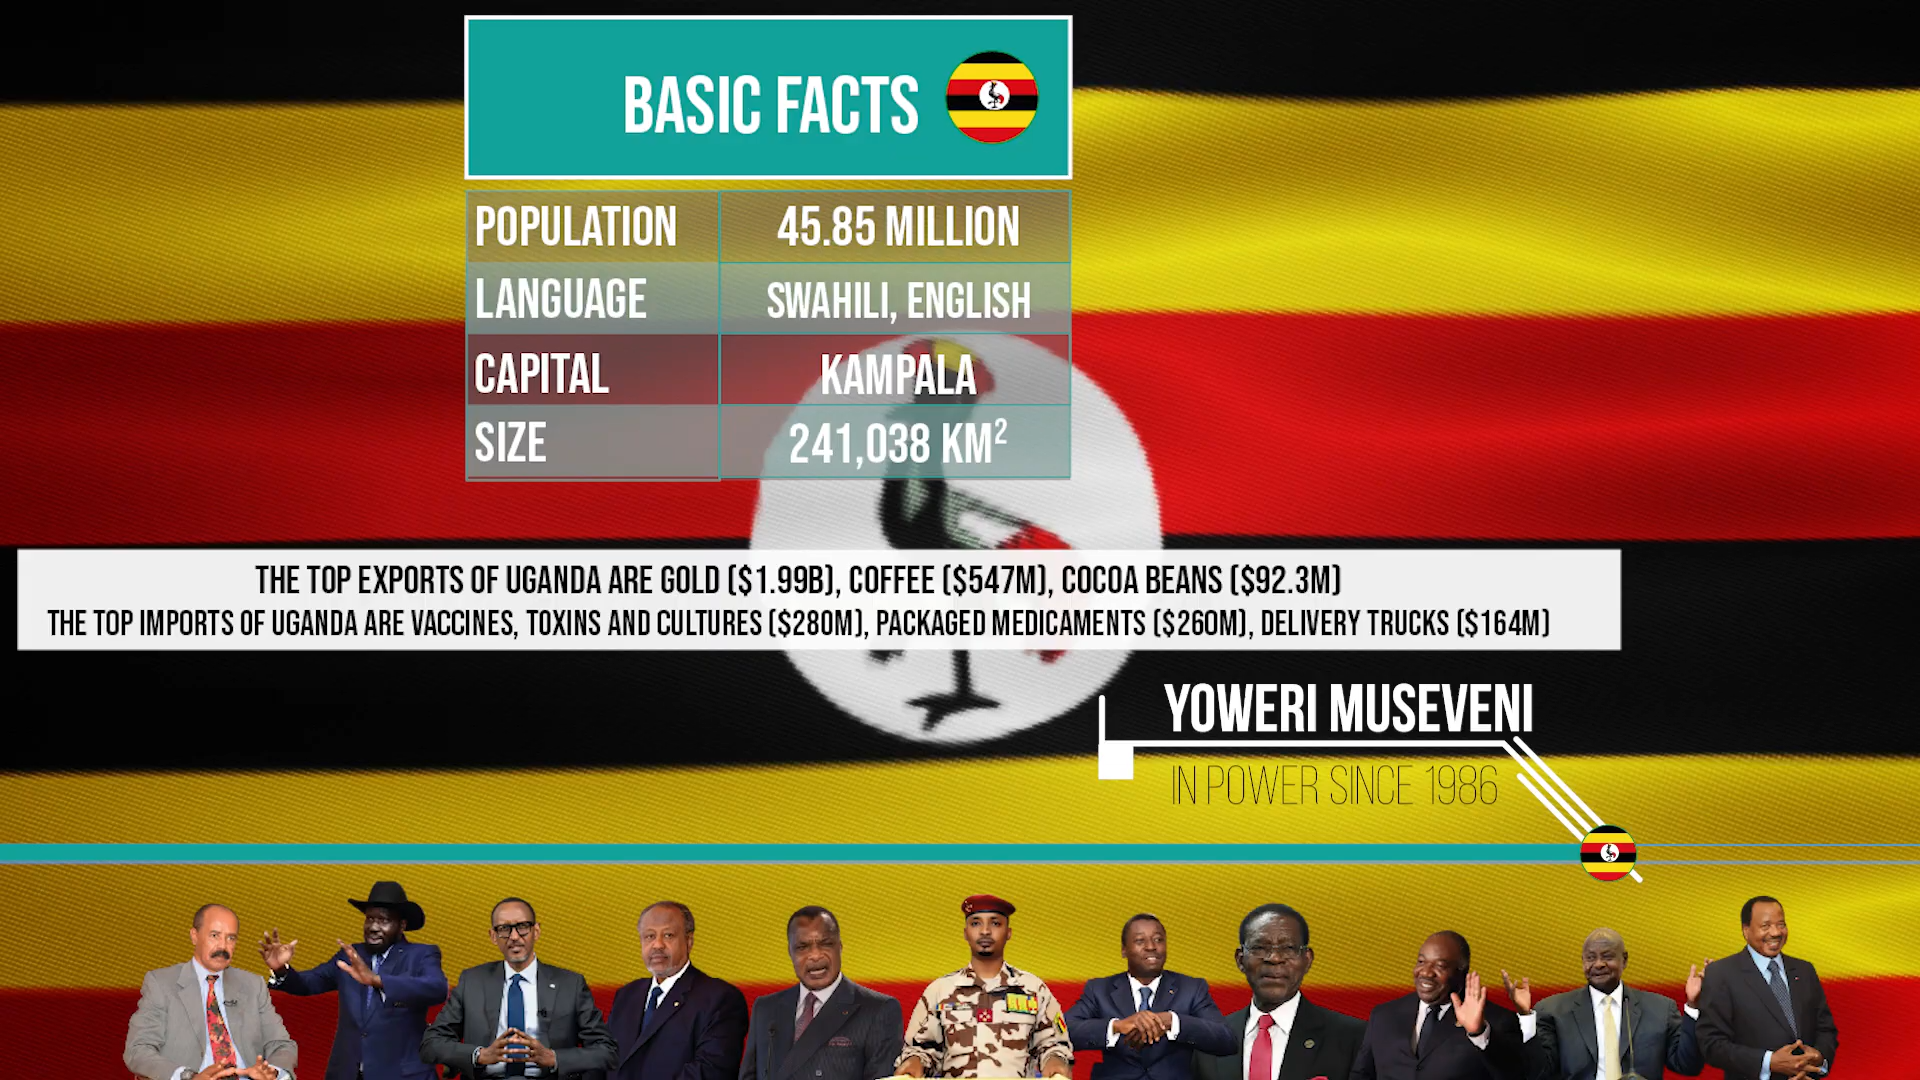 BASIC FACTS
POPULATION 45.85 MILLION
LANGUAGE SWAHILI, ENGLISH
CAPITAL KAMPALA
SIZE 241,038 KM²
THE TOP EXPORTS OF UGANDA ARE GOLD ($1.99B), COFFEE ($547M), COCOA BEANS ($92.3M)
THE TOP IMPORTS OF UGANDA ARE VACCINES, TOXINS AND CULTURES ($280M), PACKAGED MEDICAMENTS ($260M), DELIVERY TRUCKS ($164M)
YOWERI MUSEVENI
IN POWER SINCE 1986